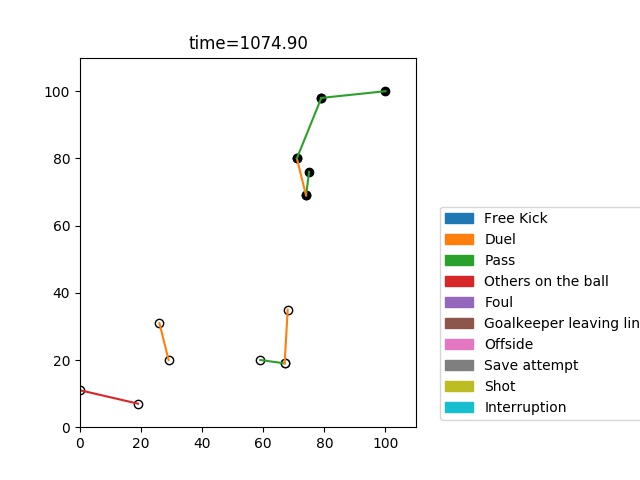 time=1074.90
100
80
60
40
20
0
0 20 40 60 80 100
Free Kick
Duel
Pass
Others on the ball
Foul
Goalkeeper leaving lin
Offside
Save attempt
Shot
Interruption